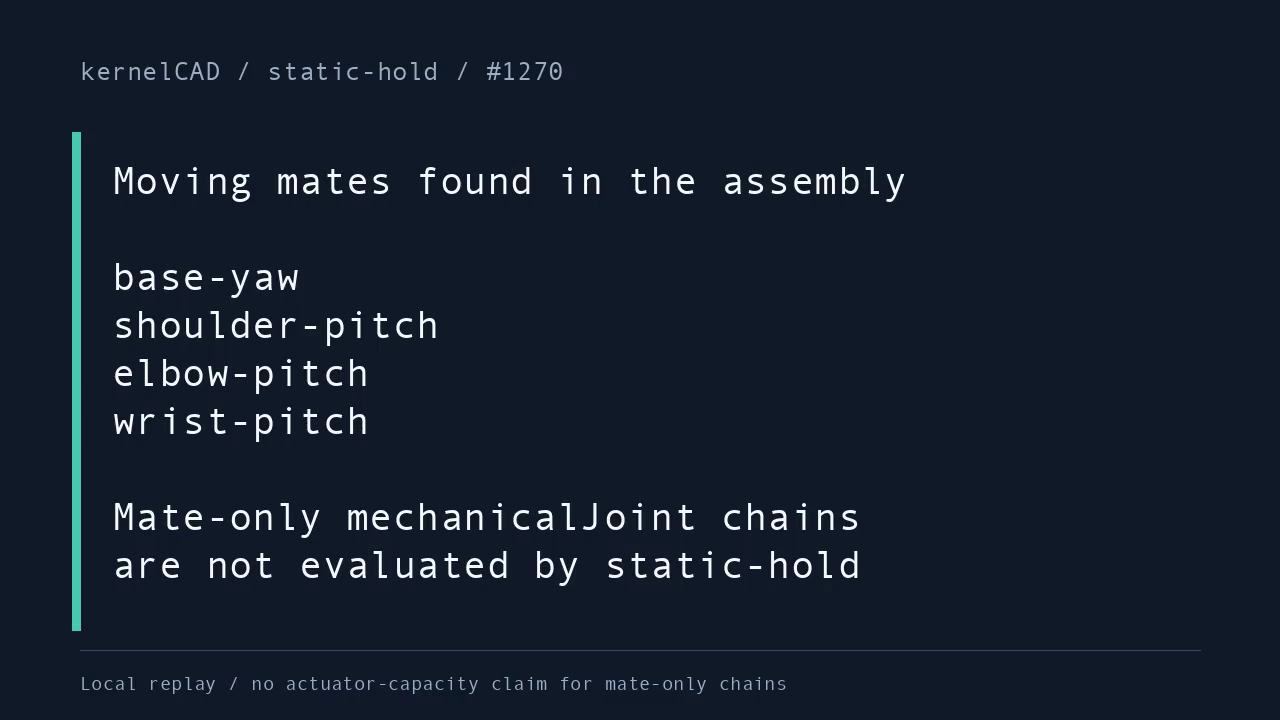 kernelCAD / static-hold / #1270
Moving mates found in the assembly
base-yaw
shoulder-pitch
elbow-pitch
wrist-pitch
Mate-only mechanicalJoint chains
are not evaluated by static-hold
Local replay / no actuator-capacity claim for mate-only chains